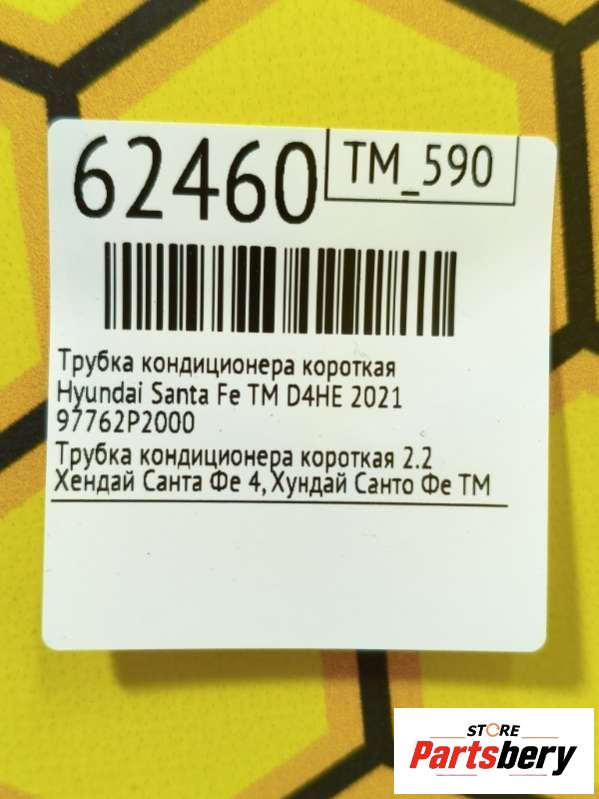 62460
TM_590
Трубка кондиционера короткая
Hyundai Santa Fe TM D4HE 2021
97762P2000
Трубка кондиционера короткая 2.2
Хендай Санта Фе 4, Хундай Санто Фе ТМ
STORE
Partsbery